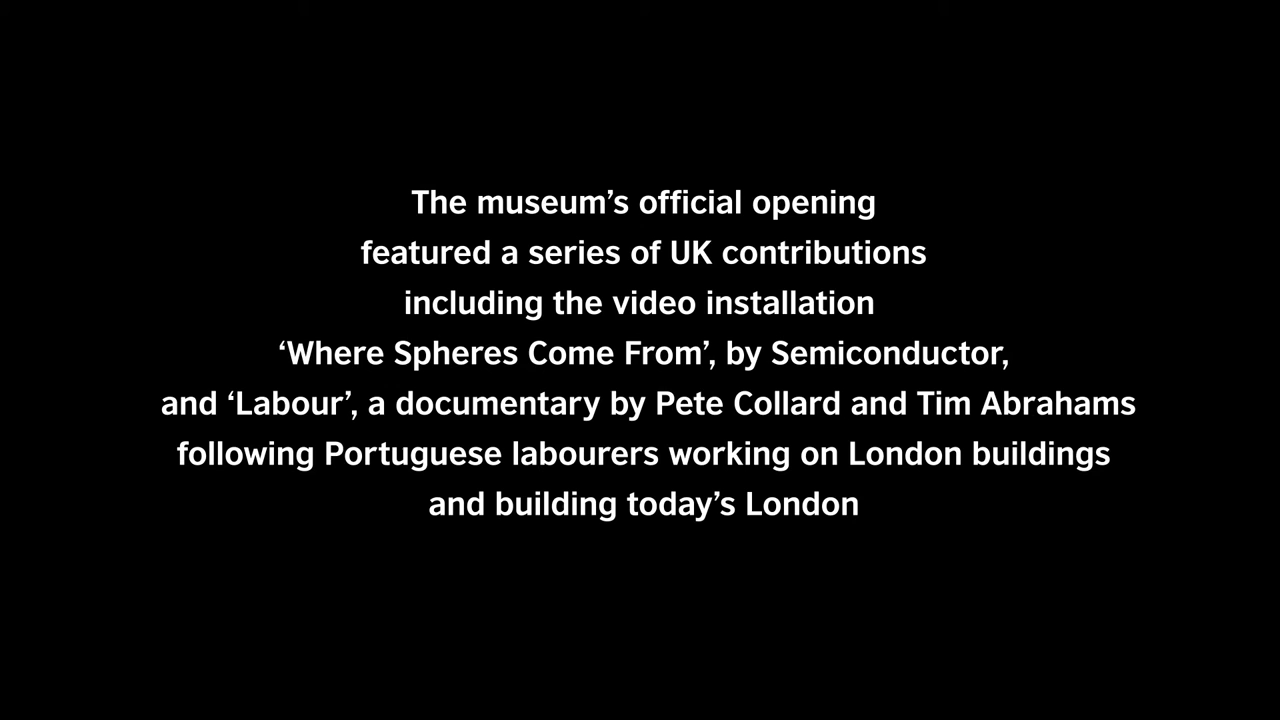 The museum’s official opening
featured a series of UK contributions
including the video installation
‘Where Spheres Come From’, by Semiconductor,
and ‘Labour’, a documentary by Pete Collard and Tim Abrahams
following Portuguese labourers working on London buildings
and building today’s London